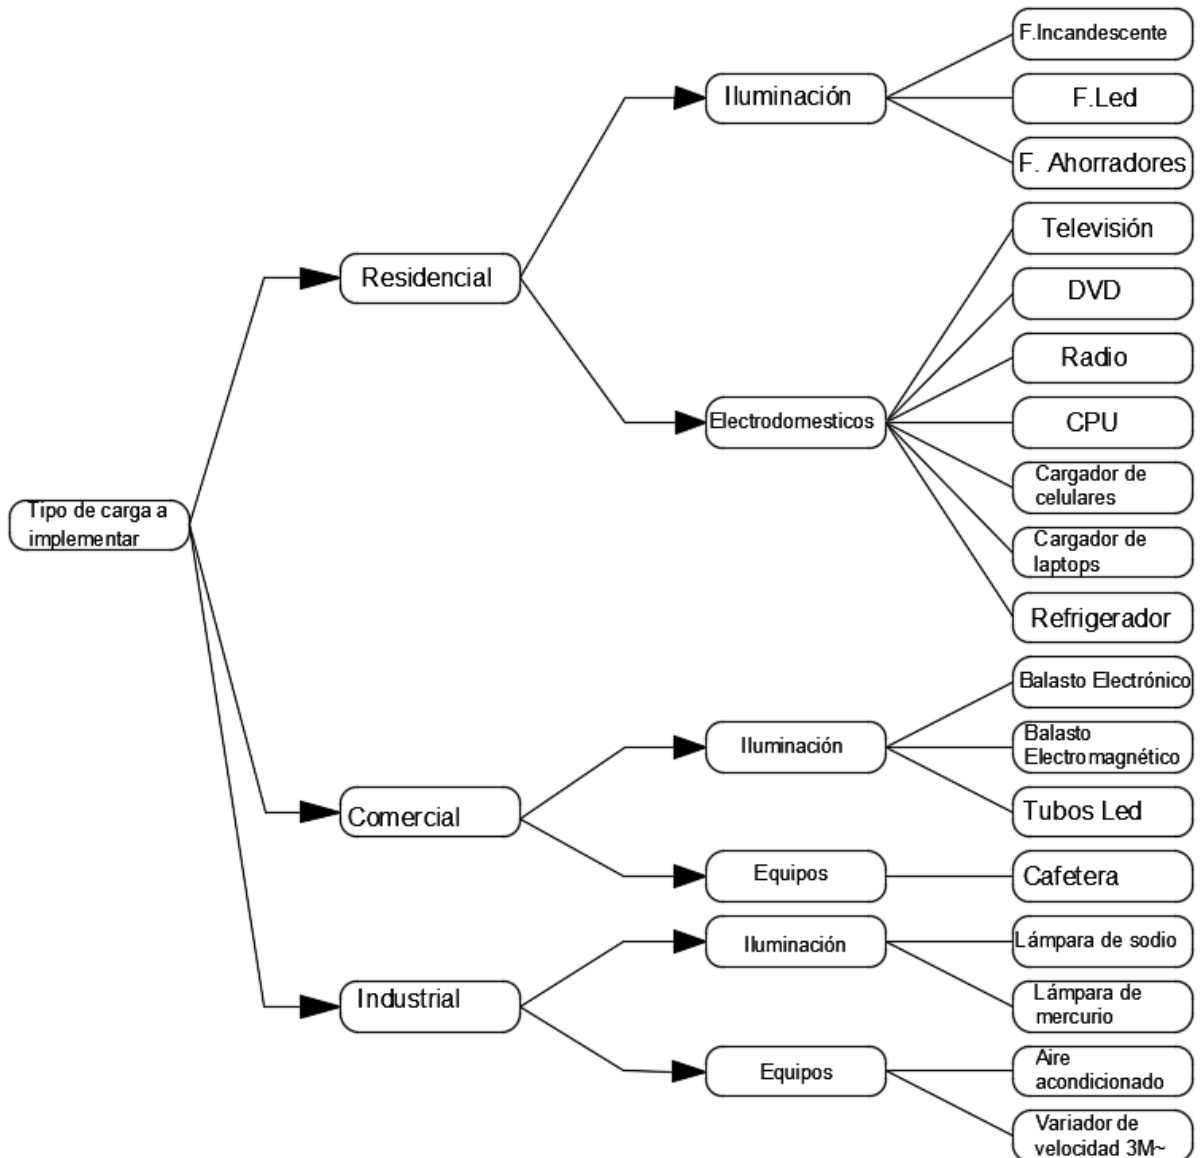 Tipo de carga a
implementar
Residencial
Iluminación
F.Incandescente
F.Led
F. Ahorradores
Electrodomesticos
Televisión
DVD
Radio
CPU
Cargador de
celulares
Cargador de
laptops
Refrigerador
Comercial
Iluminación
Balasto Electrónico
Balasto
Electromagnético
Tubos Led
Equipos
Cafetera
Industrial
Iluminación
Lámpara de sodio
Lámpara de
mercurio
Equipos
Aire
acondicionado
Variador de
velocidad 3M~